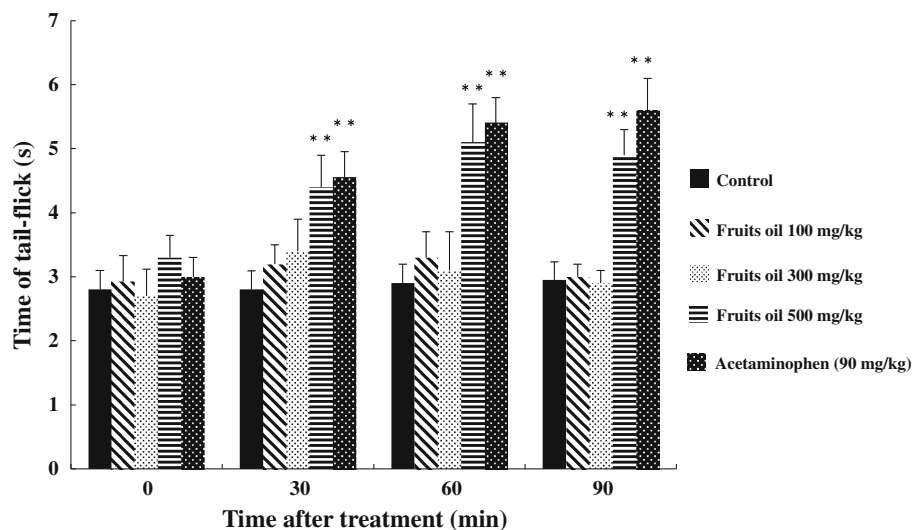 7
6
5
4
3
2
1
0
Time of tail-flick (s)
* *
* *
* *
* *
* *
* *
0 30 60 90
Time after treatment (min)
Control
Fruits oil 100 mg/kg
Fruits oil 300 mg/kg
Fruits oil 500 mg/kg
Acetaminophen (90 mg/kg)